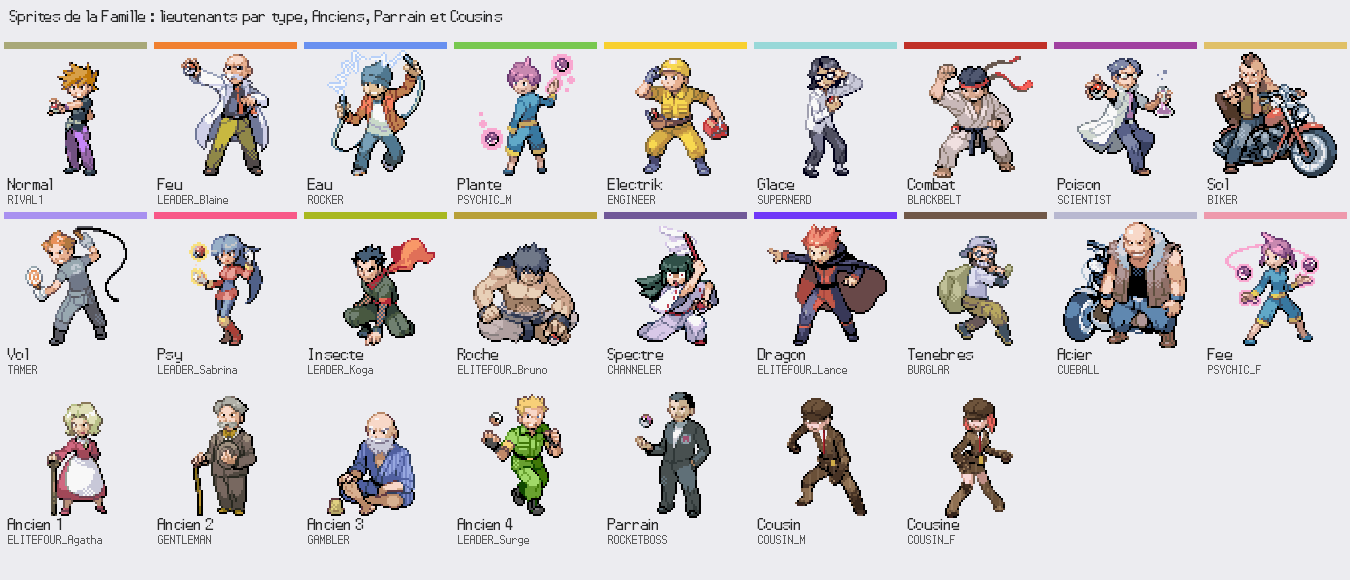 Sprites de la Famille : lieutenants par type, Anciens, Parrain et Cousins
Normal
RIVAL1
Feu
LEADER_Blaine
Eau
ROCKER
Plante
PSYCHIC_M
Electrik
ENGINEER
Glace
SUPERNERD
Combat
BLACKBELT
Poison
SCIENTIST
Sol
BIKER
Vol
TAMER
Psy
LEADER_Sabrina
Insecte
LEADER_Koga
Roche
ELITEFOUR_Bruno
Spectre
CHANNELER
Dragon
ELITEFOUR_Lance
Tenebres
BURGLAR
Acier
CUEBALL
Fee
PSYCHIC_F
Ancien 1
ELITEFOUR_Agatha
Ancien 2
GENTLEMAN
Ancien 3
GAMBLER
Ancien 4
LEADER_Surge
Parrain
ROCKETBOSS
Cousin
COUSIN_M
Cousine
COUSIN_F